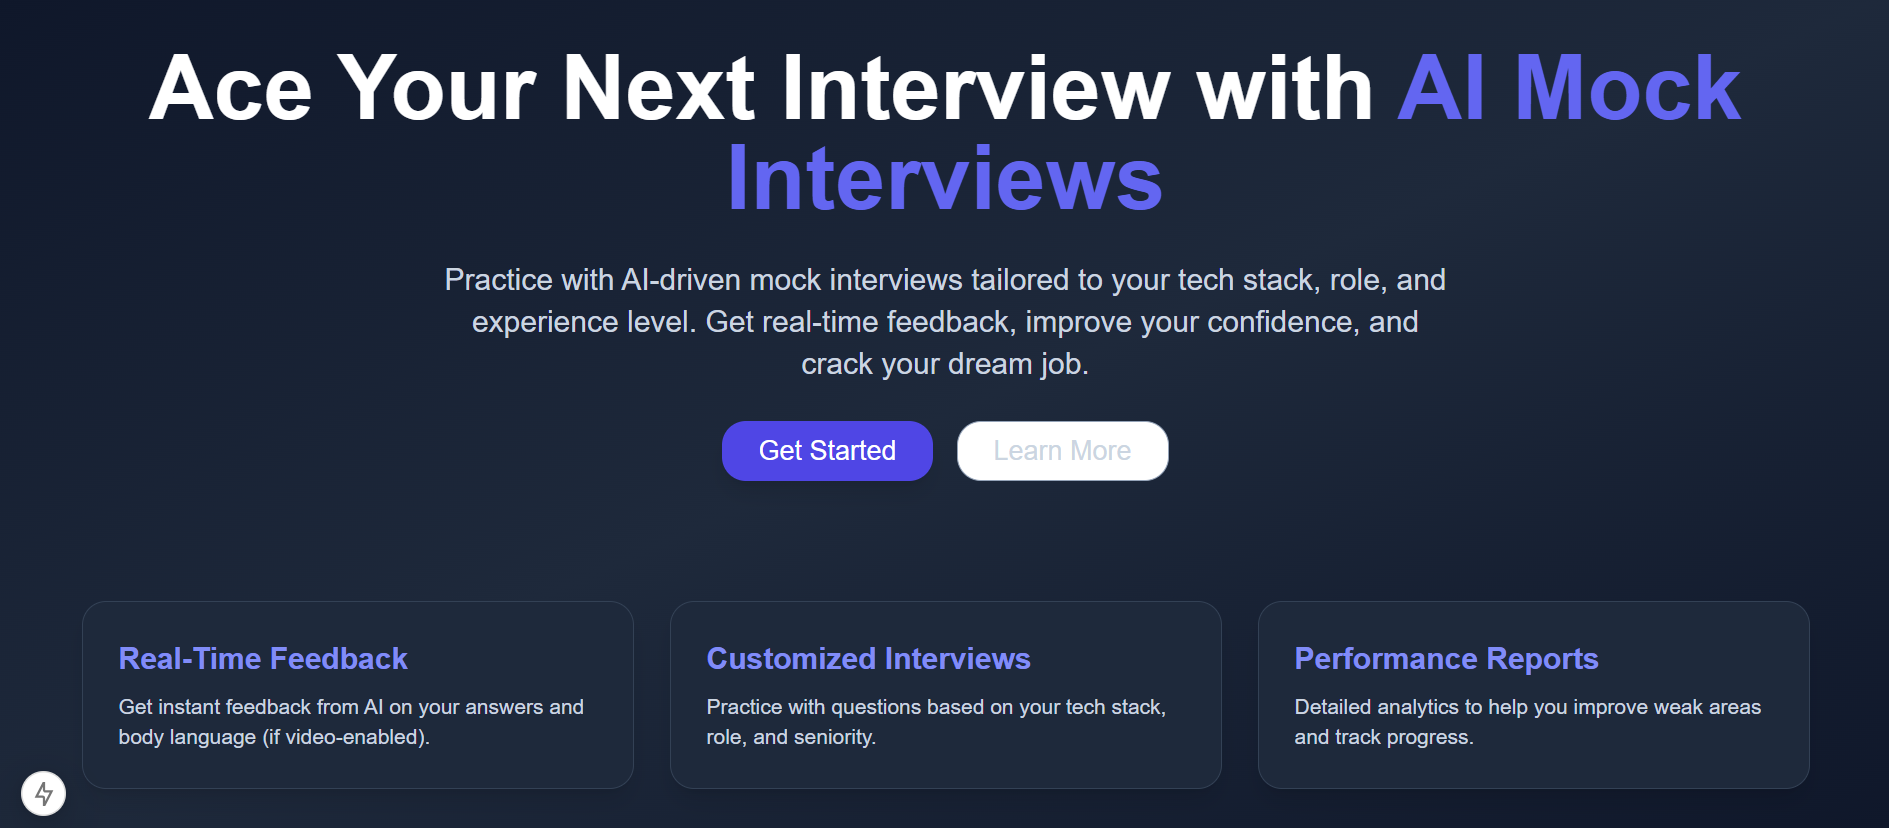 Ace Your Next Interview with AI Mock
Interviews
Practice with AI-driven mock interviews tailored to your tech stack, role, and
experience level. Get real-time feedback, improve your confidence, and
crack your dream job.
Get Started
Learn More
Real-Time Feedback
Get instant feedback from AI on your answers and
body language (if video-enabled).
Customized Interviews
Practice with questions based on your tech stack,
role, and seniority.
Performance Reports
Detailed analytics to help you improve weak areas
and track progress.